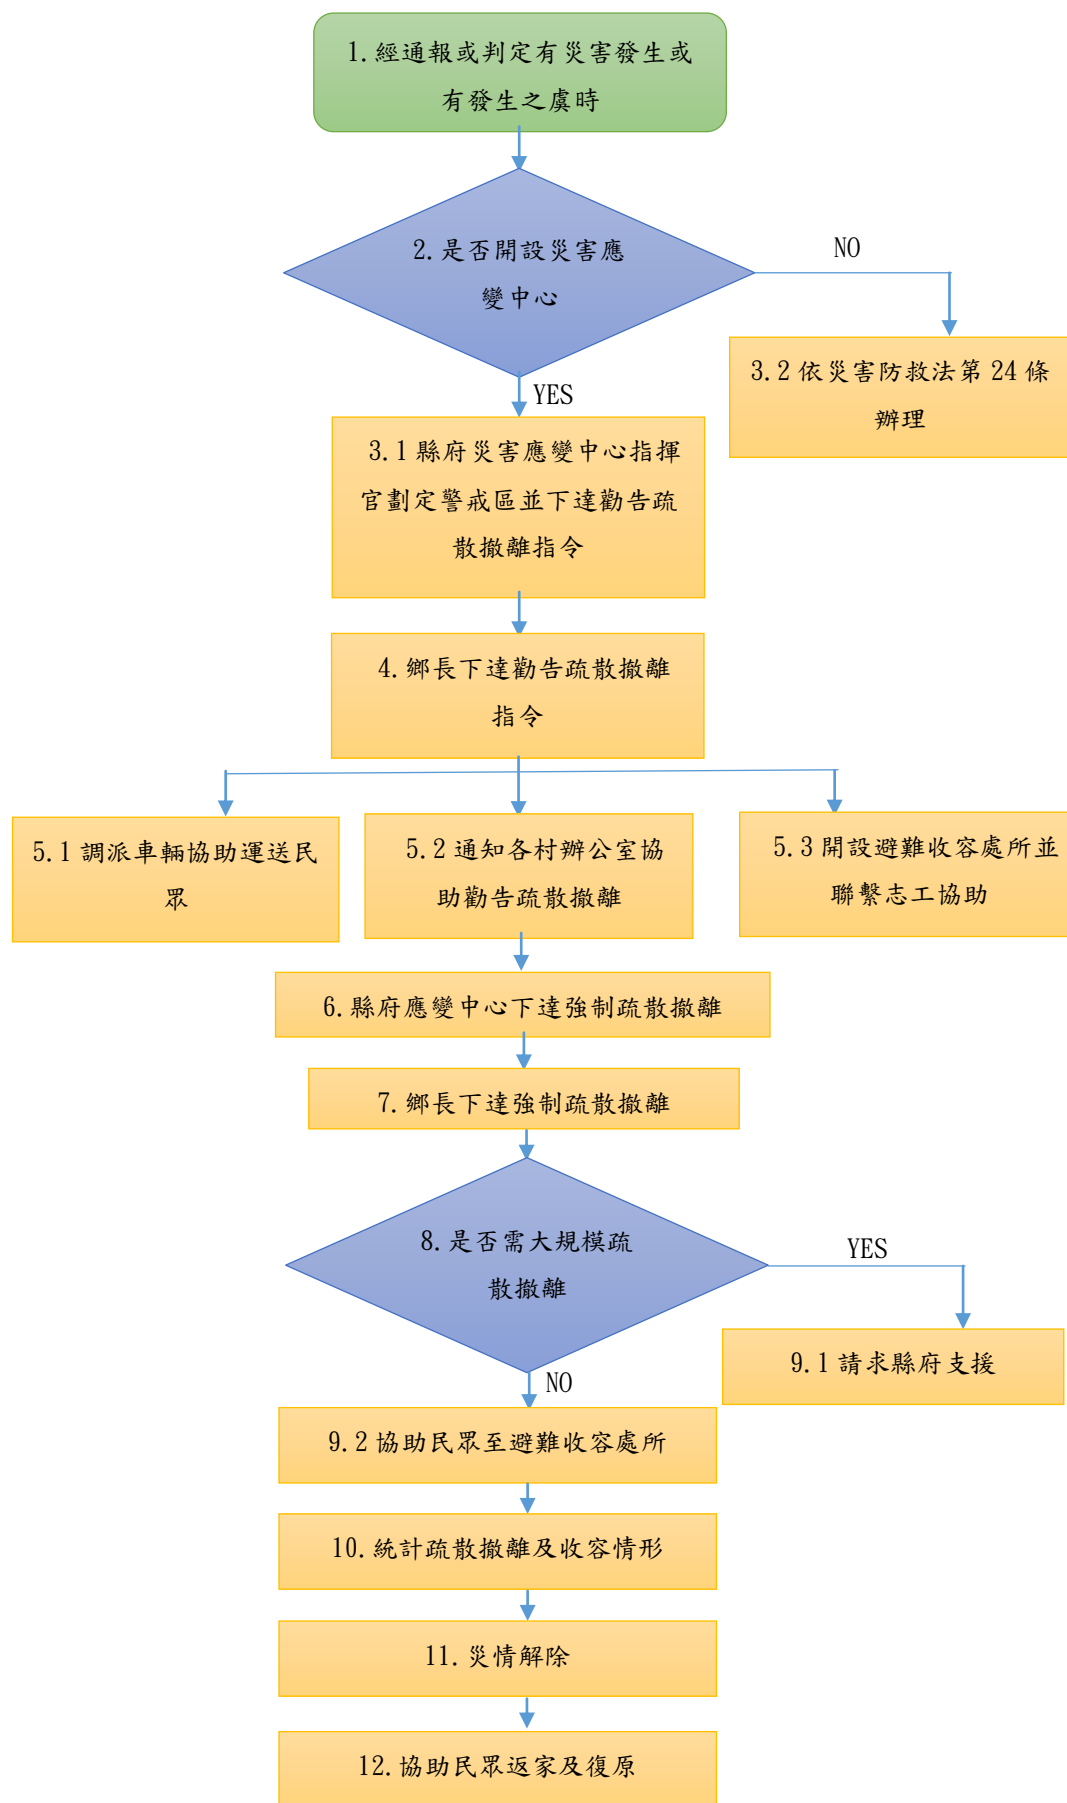 1.經通報或判定有災害發生或
有發生之虞時
2.是否開設災害應
變中心
NO
3.2 依災害防救法第 24 條
辦理
YES
3.1 縣府災害應變中心指揮
官劃定警戒區並下達勸告疏
散撤離指令
4.鄉長下達勸告疏散撤離
指令
5.1 調派車輛協助運送民
眾
5.2 通知各村辦公室協
助勸告疏散撤離
5.3 開設避難收容處所並
聯繫志工協助
6.縣府應變中心下達強制疏散撤離
7.鄉長下達強制疏散撤離
8.是否需大規模疏
散撤離
YES
9.1 請求縣府支援
NO
9.2 協助民眾至避難收容處所
10.統計疏散撤離及收容情形
11.災情解除
12.協助民眾返家及復原